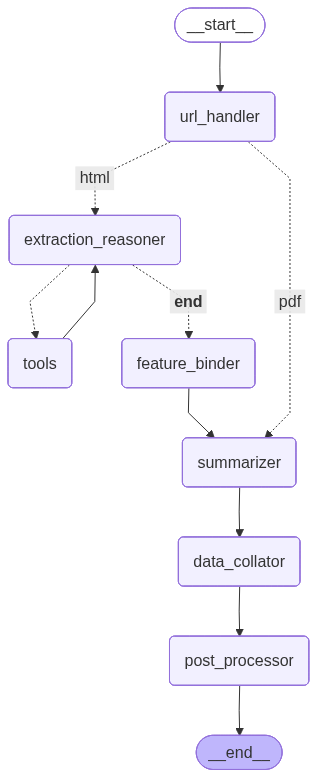 __start__
url_handler
html
extraction_reasoner
end
pdf
tools
feature_binder
summarizer
data_collator
post_processor
__end__